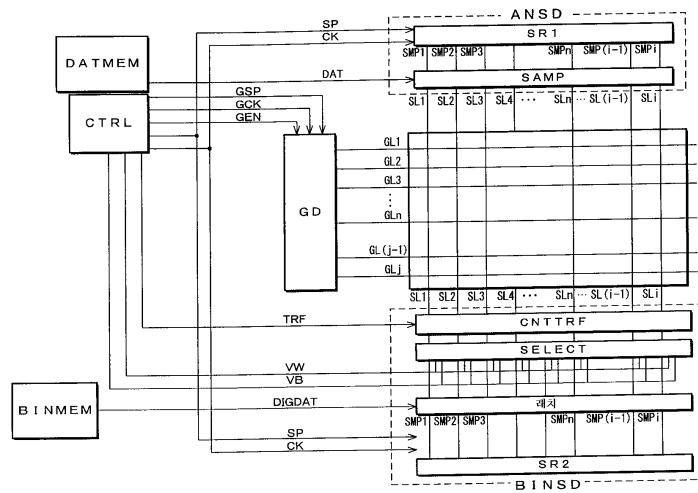 ANSD
SP
SR1
CK
SMP1 SMP2 SMP3 SMPn SMP(i-1) SMPi
DATMEM
DAT
SAMP
GSP
SL1 SL2 SL3 SL4 ··· SLn ··· SL(i-1) SLi
GCK
CTRL
GEN
GL1
GL2
GL3
GD
GLn
GL(j-1)
GLj
SL1 SL2 SL3 SL4 ··· SLn ··· SL(i-1) SLi
TRF
CNTTRF
SELECT
VW
VB
BINMEM
DIGDAT
래치
SMP1 SMP2 SMP3 SMPn SMP(i-1) SMPi
SP
CK
SR2
BINSD